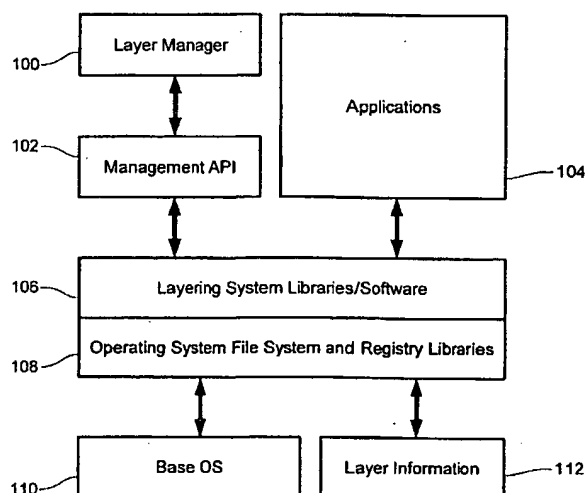 Layer Manager
100
Applications
102
Management API
104
106
Layering System Libraries/Software
108
Operating System File System and Registry Libraries
Base OS
110
Layer Information
112